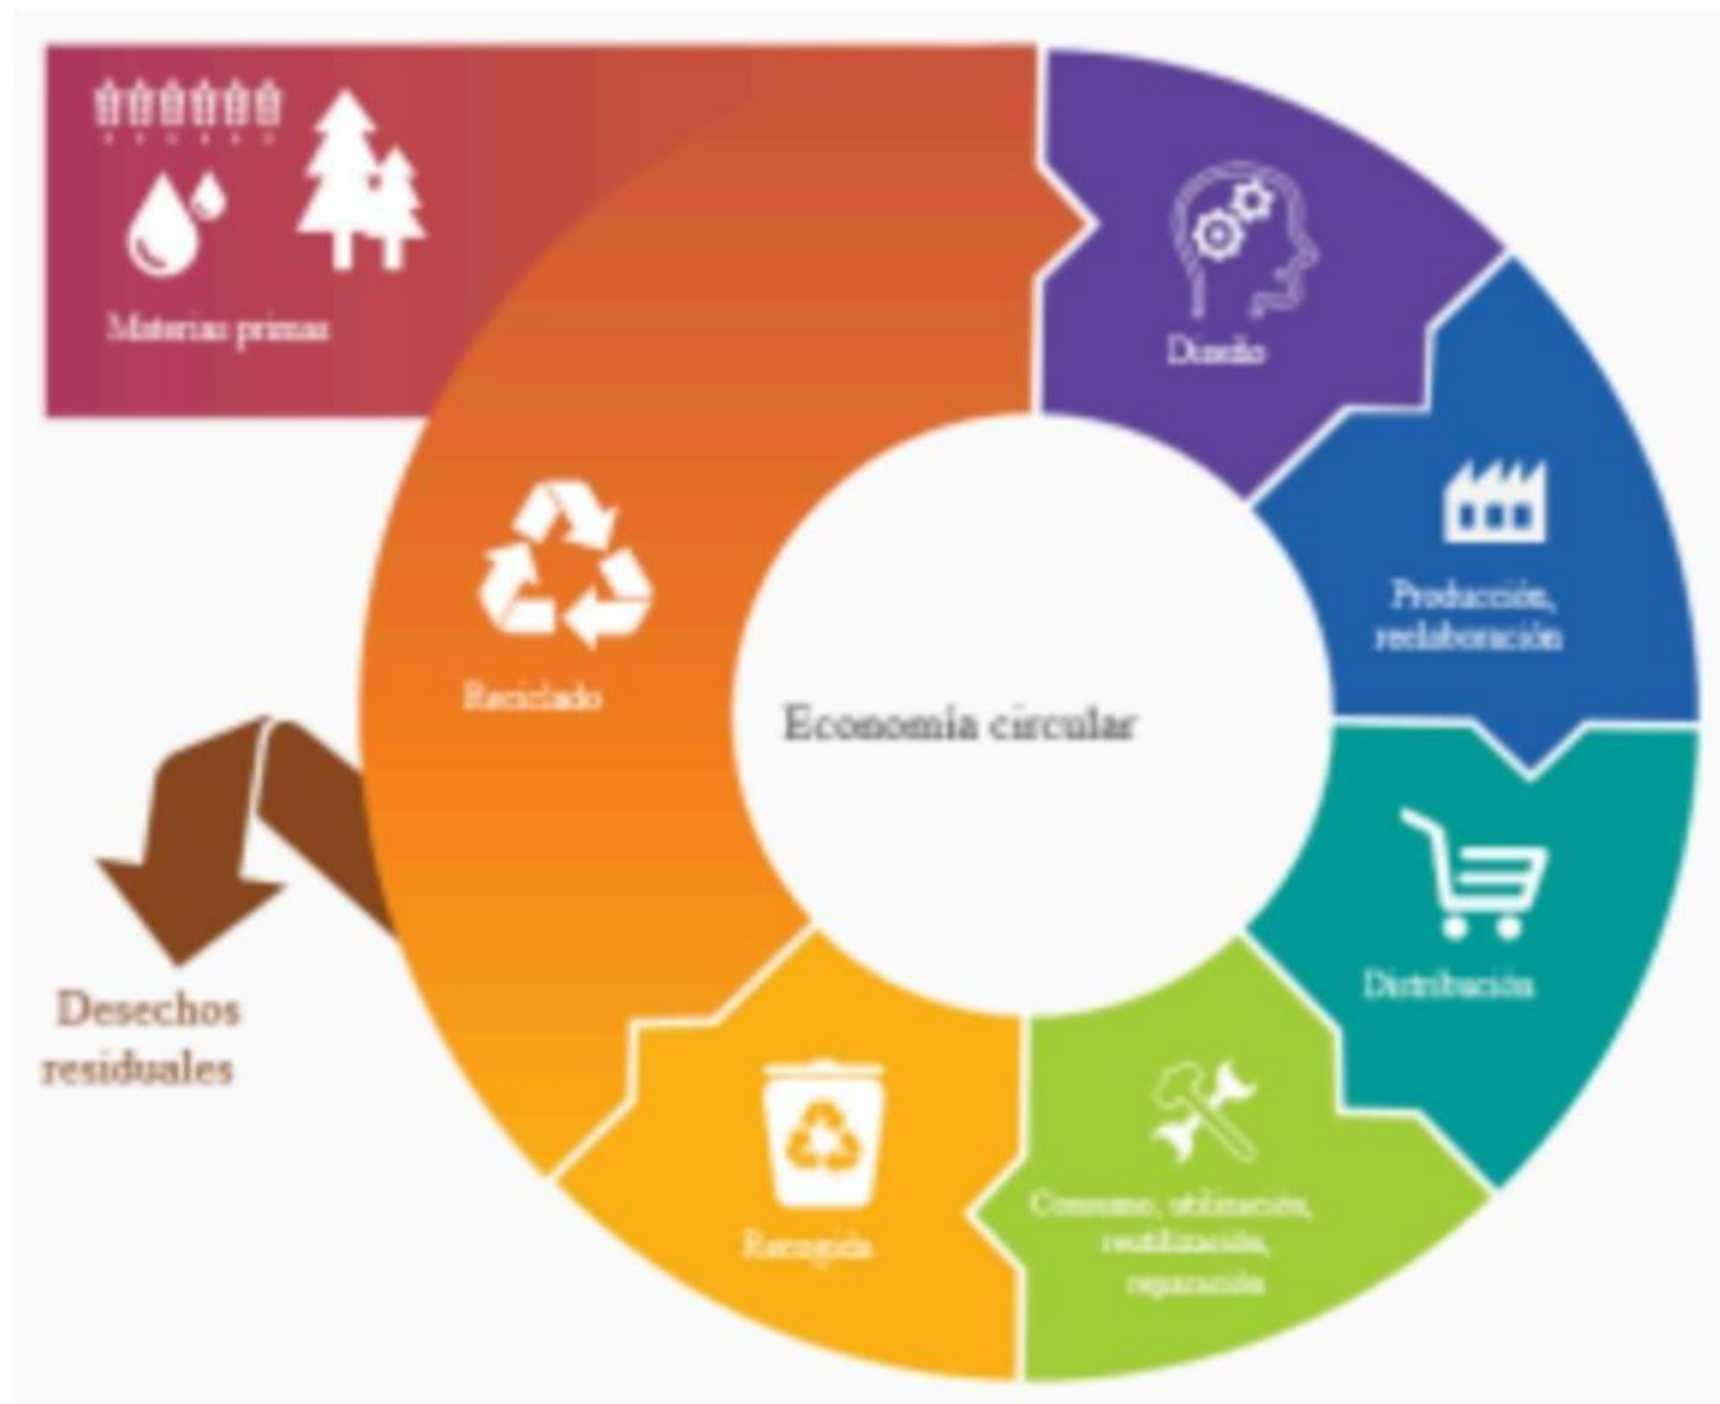 Materias primas
Diseño
Producción,
reelaboración
Reciclado
Economía circular
Distribución
Desechos
residuales
Consumo, utilización,
reutilización,
reparación
Recogida